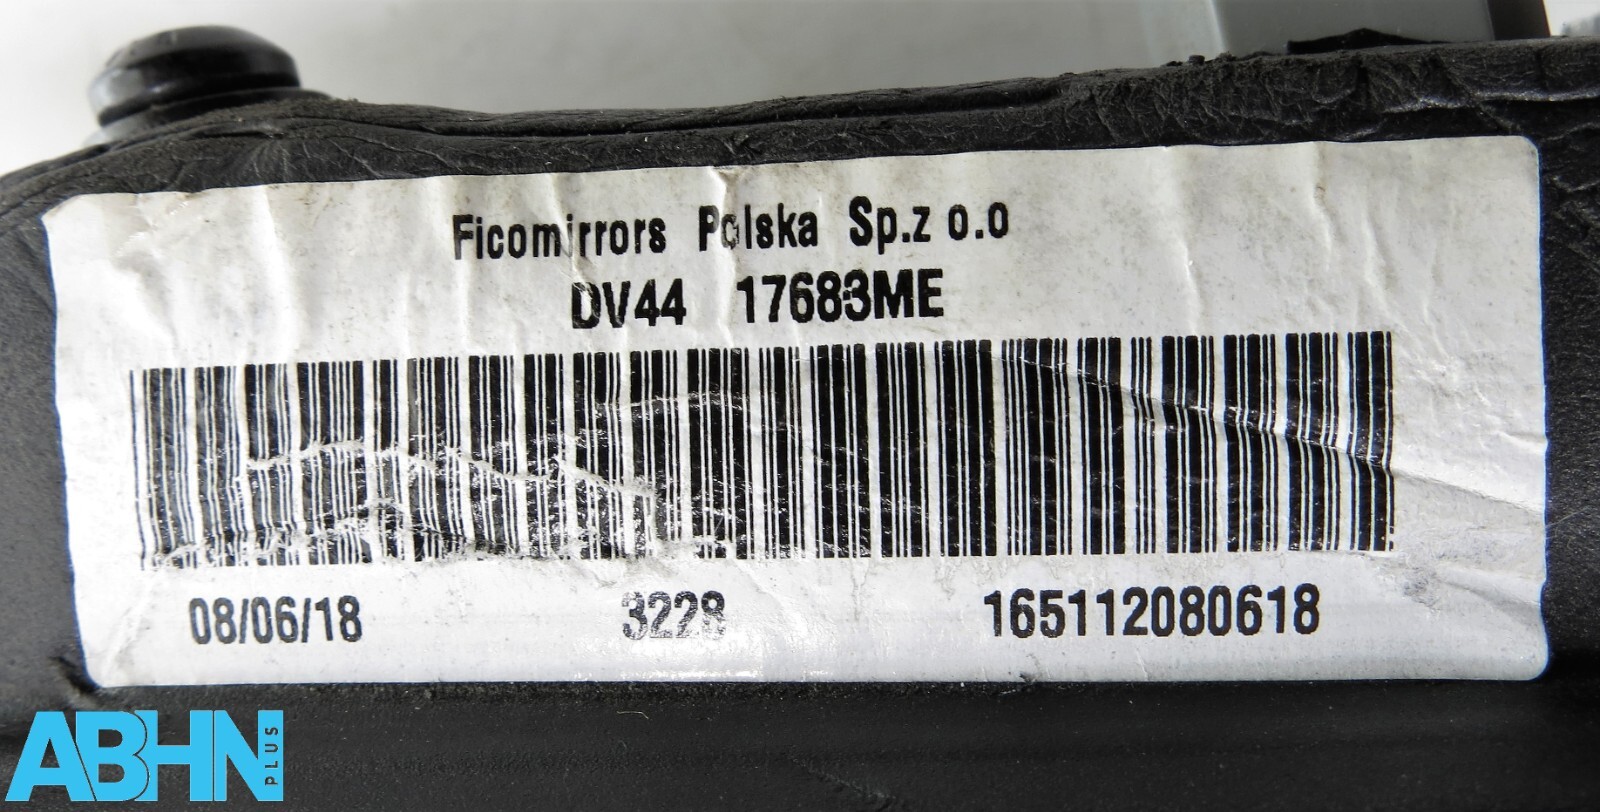 Ficomirrors Polska Sp.z o.o
DV44 17683ME
08/06/18 3228 165112080618
ABHN PLUS